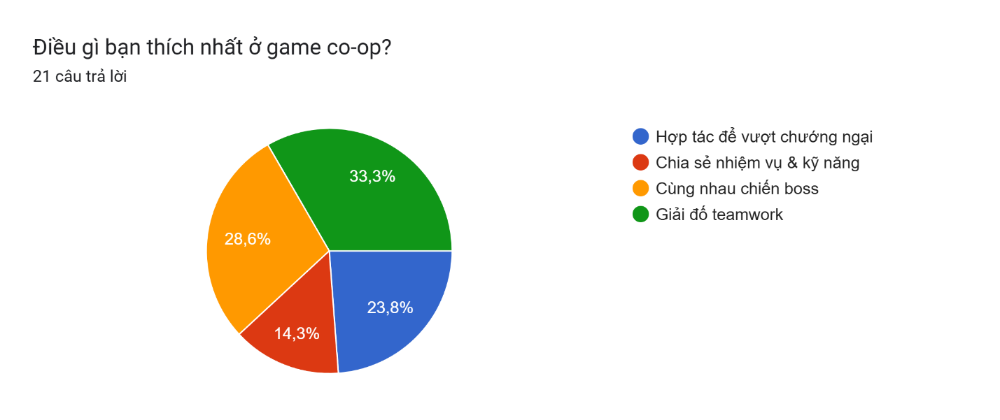 Điều gì bạn thích nhất ở game co-op?
21 câu trả lời
33,3%
28,6%
23,8%
14,3%
Hợp tác để vượt chướng ngại
Chia sẻ nhiệm vụ & kỹ năng
Cùng nhau chiến boss
Giải đố teamwork